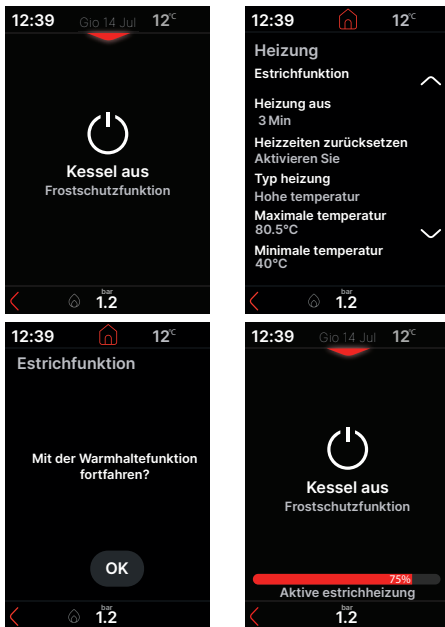 12:39 Gio 14 Jul 12°C
Kessel aus
Frostschutzfunktion
bar
1.2
12:39 12°C
Heizung
Estrichfunktion
Heizung aus
3 Min
Heizzeiten zurücksetzen
Aktivieren Sie
Typ heizung
Hohe temperatur
Maximale temperatur
80.5°C
Minimale temperatur
40°C
bar
1.2
12:39 12°C
Estrichfunktion
Mit der Warmhaltefunktion
fortfahren?
OK
bar
1.2
12:39 Gio 14 Jul 12°C
Kessel aus
Frostschutzfunktion
75%
Aktive estrichheizung
bar
1.2